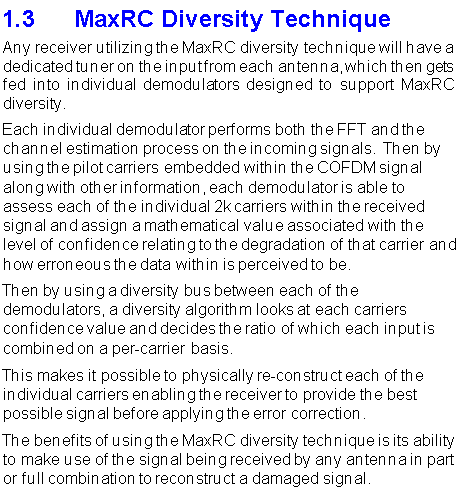 1.3 MaxRC Diversity Technique
Any receiver utilizing the MaxRC diversity technique will have a
dedicated tuner on the input from each antenna, which then gets
fed into individual demodulators designed to support MaxRC
diversity.
Each individual demodulator performs both the FFT and the
channel estimation process on the incoming signals. Then by
using the pilot carriers embedded within the COFDM signal
along with other information, each demodulator is able to
assess each of the individual 2k carriers within the received
signal and assign a mathematical value associated with the
level of confidence relating to the degradation of that carrier and
how erroneous the data within is perceived to be.
Then by using a diversity bus between each of the
demodulators, a diversity algorithm looks at each carriers
confidence value and decides the ratio of which each input is
combined on a per-carrier basis.
This makes it possible to physically re-construct each of the
individual carriers enabling the receiver to provide the best
possible signal before applying the error correction.
The benefits of using the MaxRC diversity technique is its ability
to make use of the signal being received by any antenna in part
or full combination to reconstruct a damaged signal.